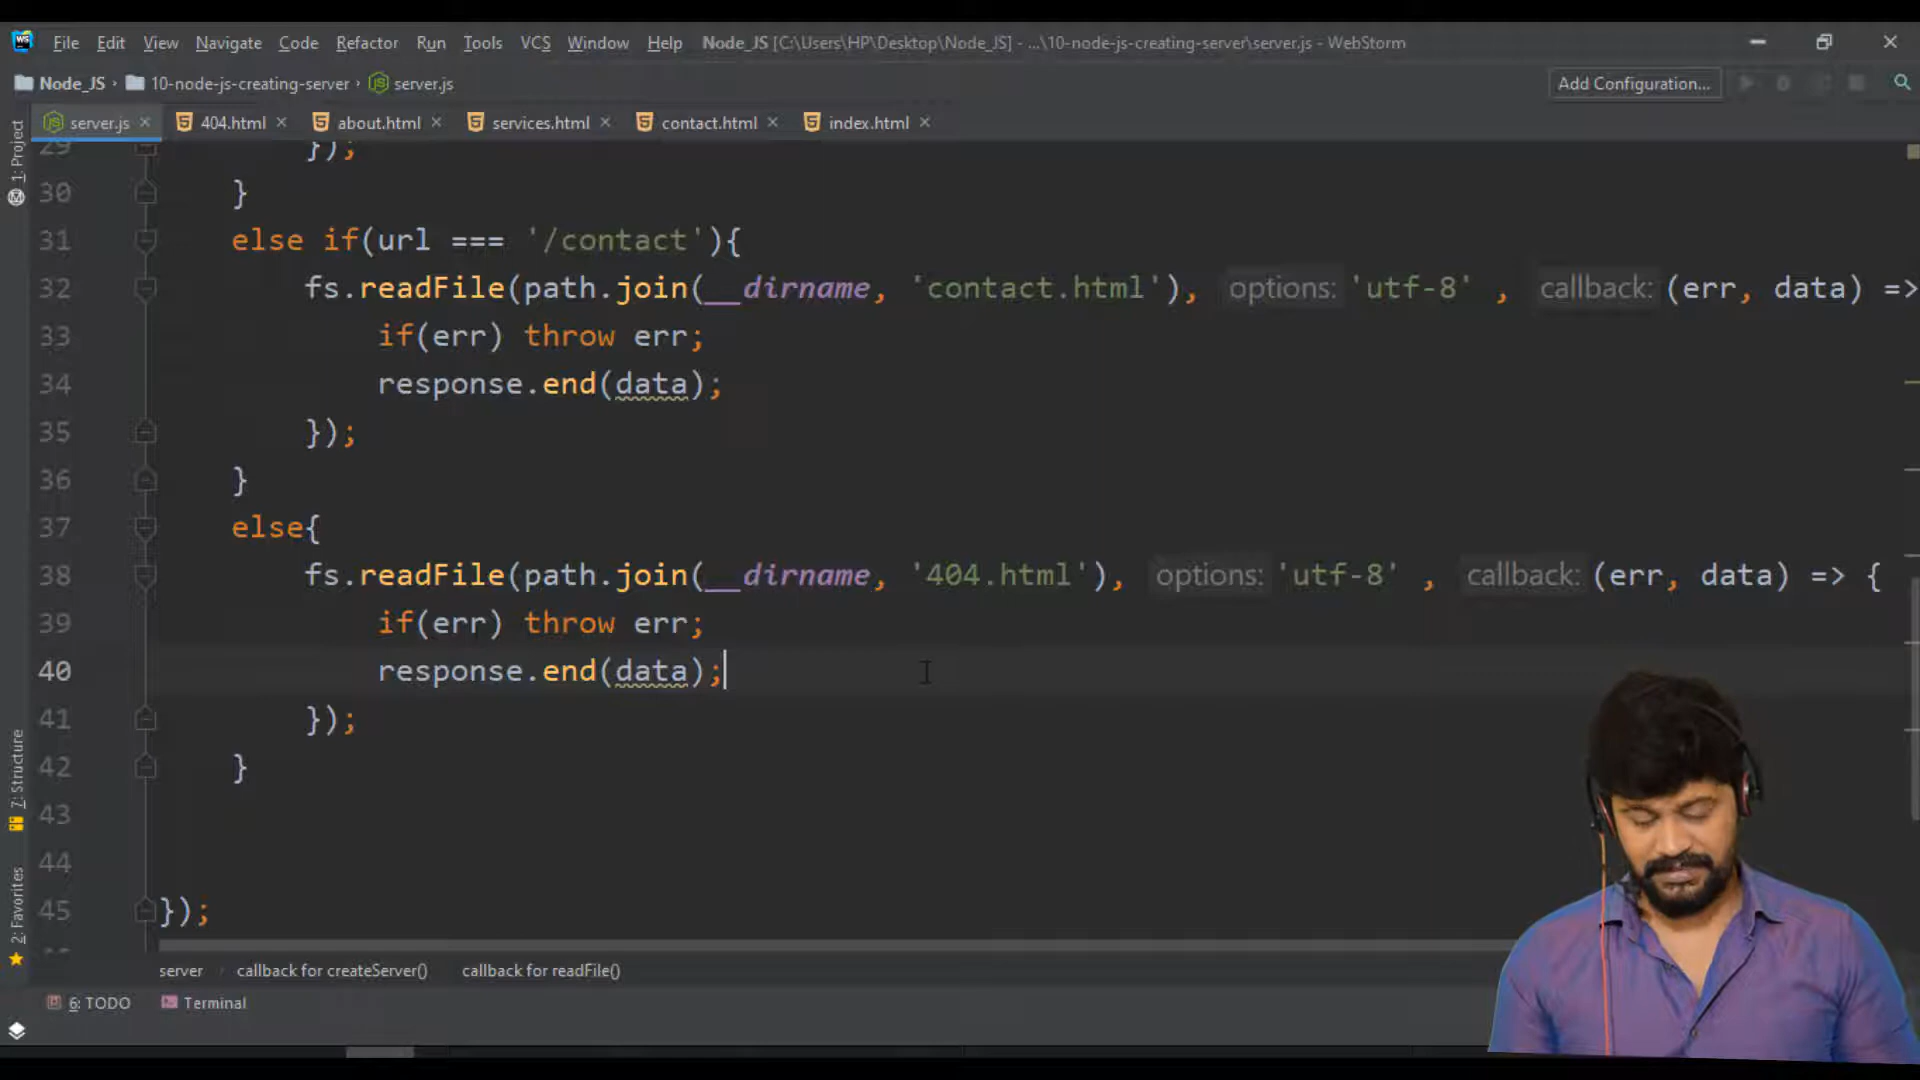 WS File Edit View Navigate Code Refactor Run Tools VCS Window Help Node_JS [C:\Users\HP\Desktop\Node_JS] - ...\10-node-js-creating-server\server.js - WebStorm
Node_JS 10-node-js-creating-server server.js Add Configuration...
server.js 404.html about.html services.html contact.html index.html
1: Project
7: Structure
2: Favorites
29 });
30 }
31 else if(url === '/contact'){
32 fs.readFile(path.join(__dirname, 'contact.html'), options: 'utf-8' , callback: (err, data) =>
33 if(err) throw err;
34 response.end(data);
35 });
36 }
37 else{
38 fs.readFile(path.join(__dirname, '404.html'), options: 'utf-8' , callback: (err, data) => {
39 if(err) throw err;
40 response.end(data);
41 });
42 }
43
44
45 });
server callback for createServer() callback for readFile()
6: TODO Terminal